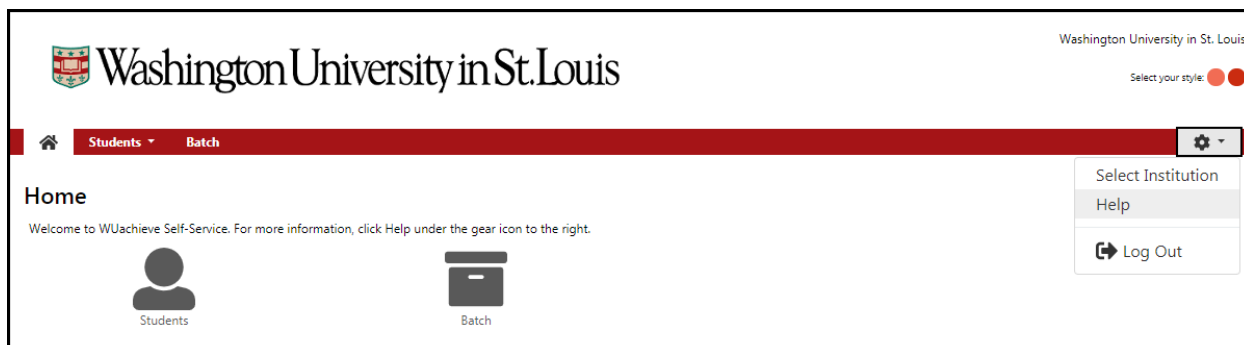 Washington University in St. Louis
Washington University in St.Louis
Select your style:
Students
Batch
Select Institution
Home
Help
Welcome to WUachieve Self-Service. For more information, click Help under the gear icon to the right.
Log Out
Students
Batch